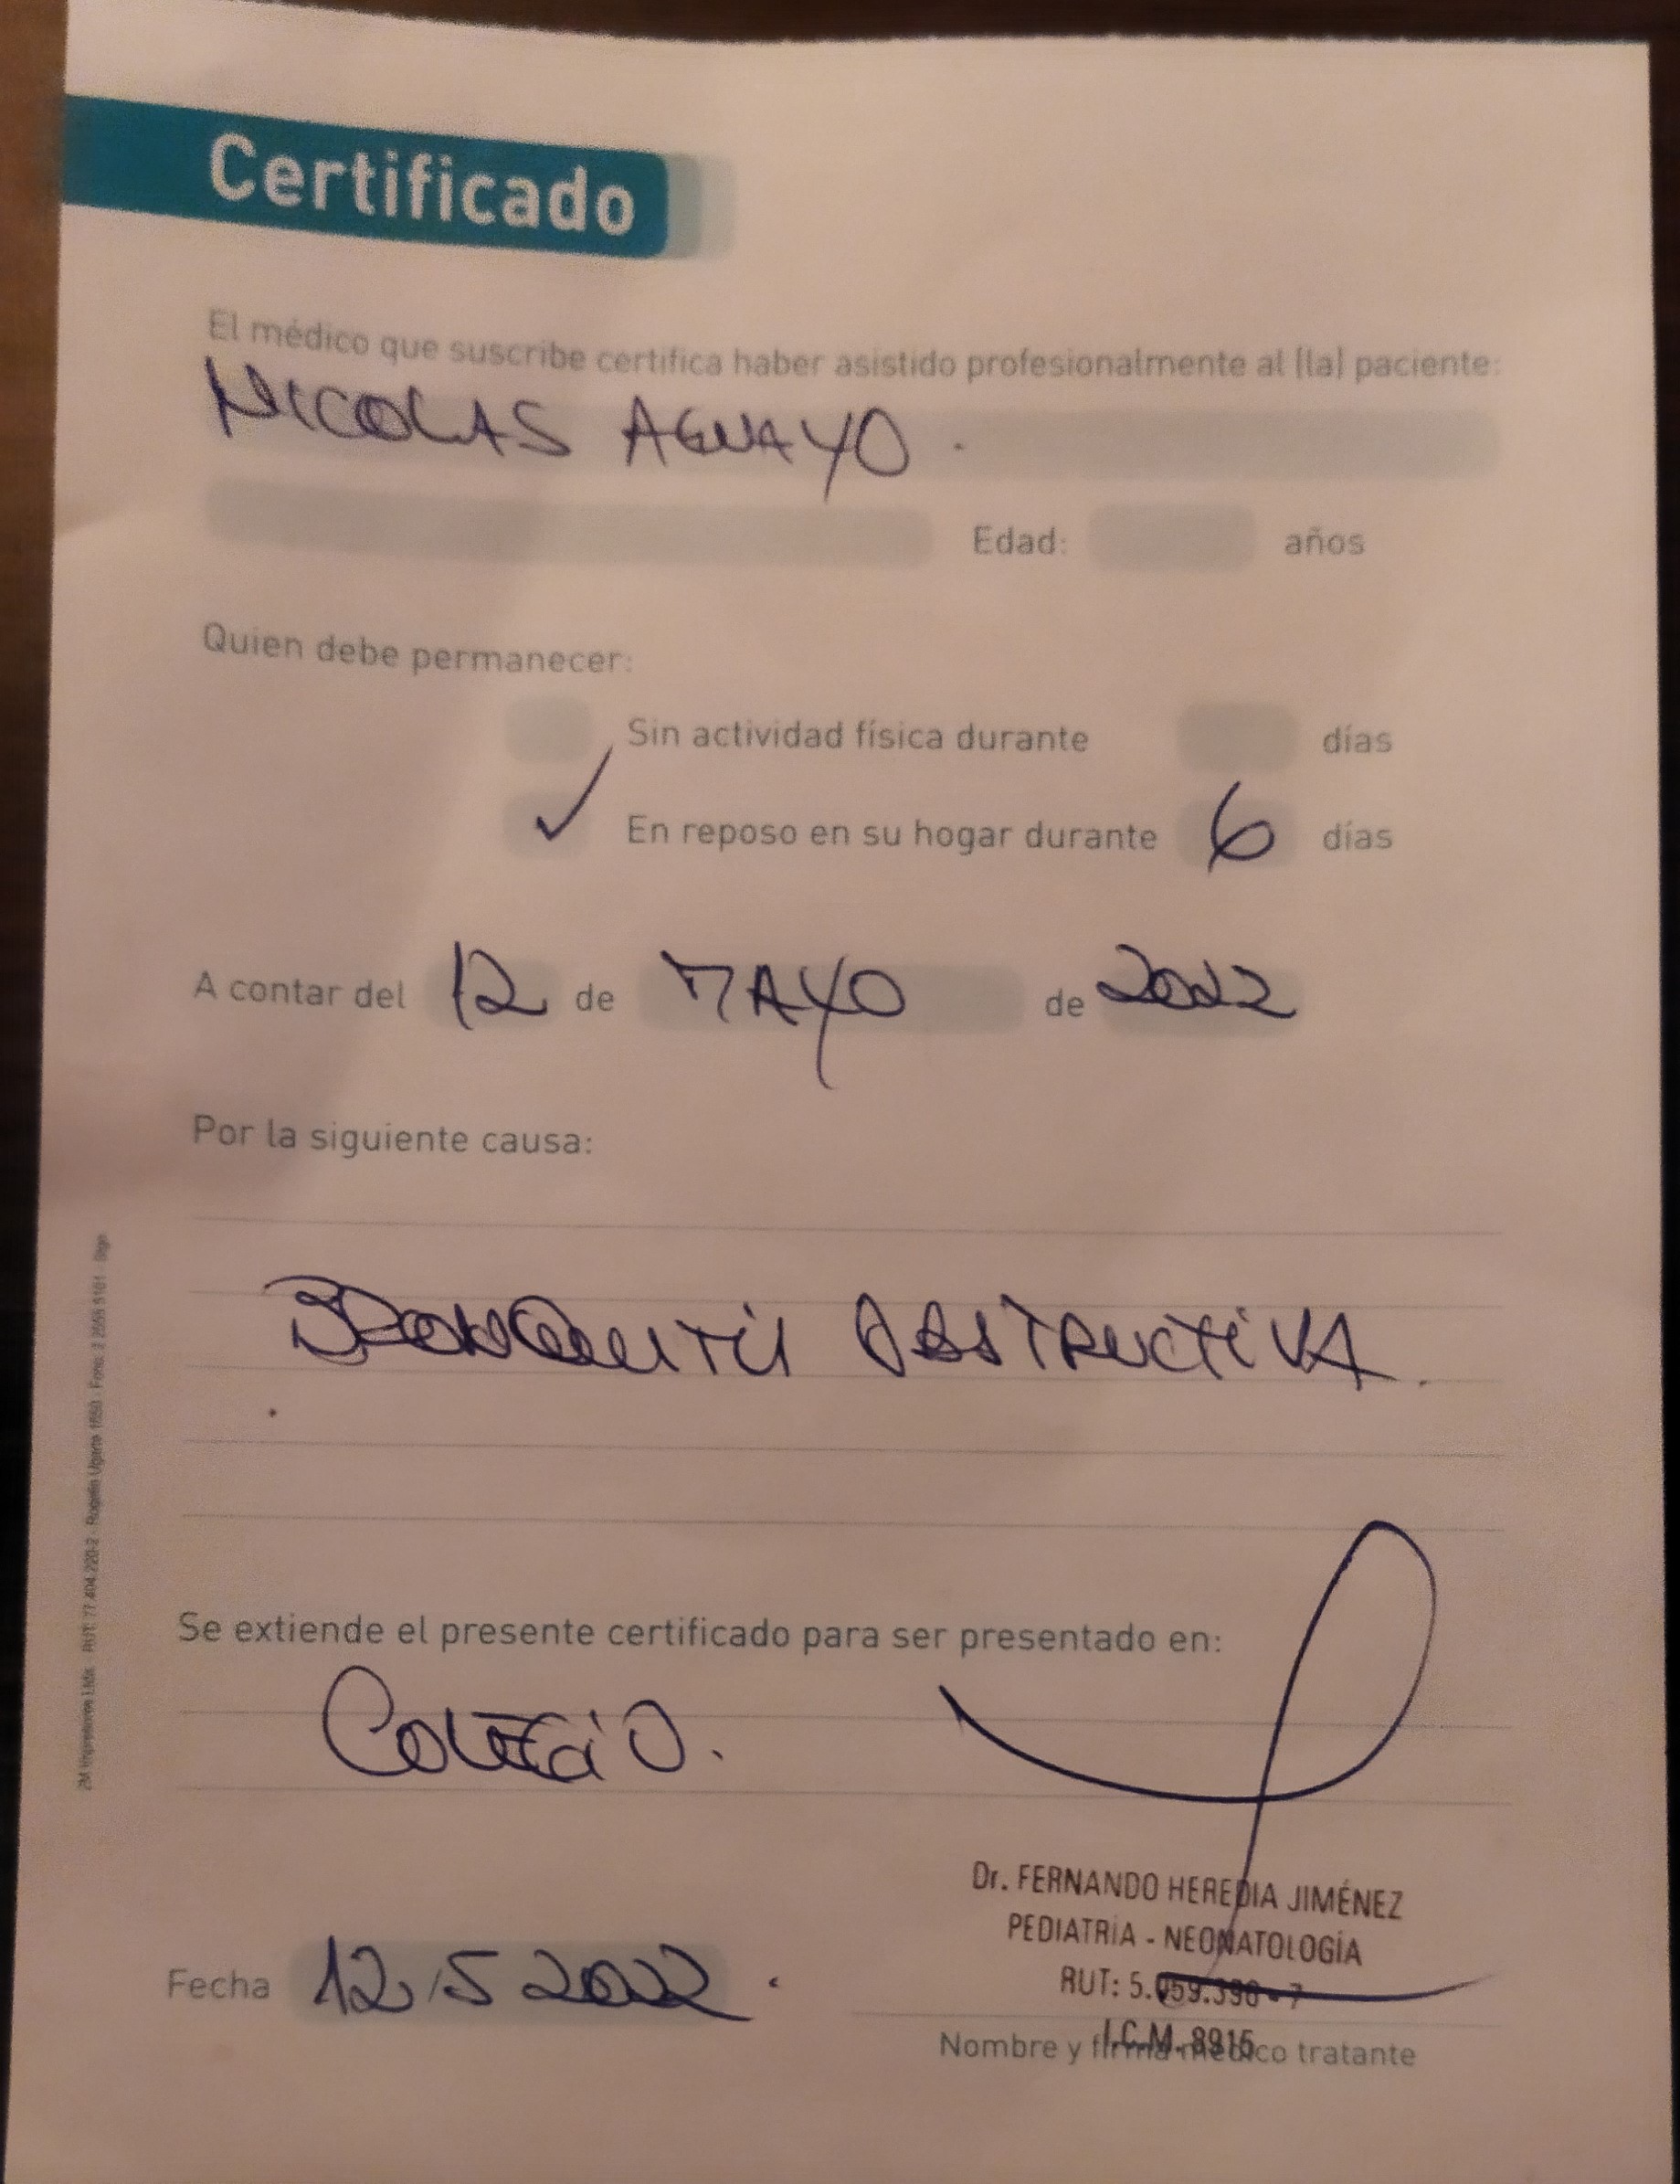 Certificado
El médico que suscribe certifica haber asistido profesionalmente al (la) paciente:
NICOLAS AGUAYO.
Edad: años
Quien debe permanecer:
Sin actividad física durante días
✓ En reposo en su hogar durante 6 días
A contar del 12 de MAYO de 2022
Por la siguiente causa:
OBSTRUCTIVA.
Se extiende el presente certificado para ser presentado en:
COLEGIO.
Dr. FERNANDO HEREDIA JIMÉNEZ
PEDIATRÍA - NEONATOLOGÍA
RUT: 5.
I.C.M. 8915
Fecha 12/5 2022.
Nombre y firma médico tratante